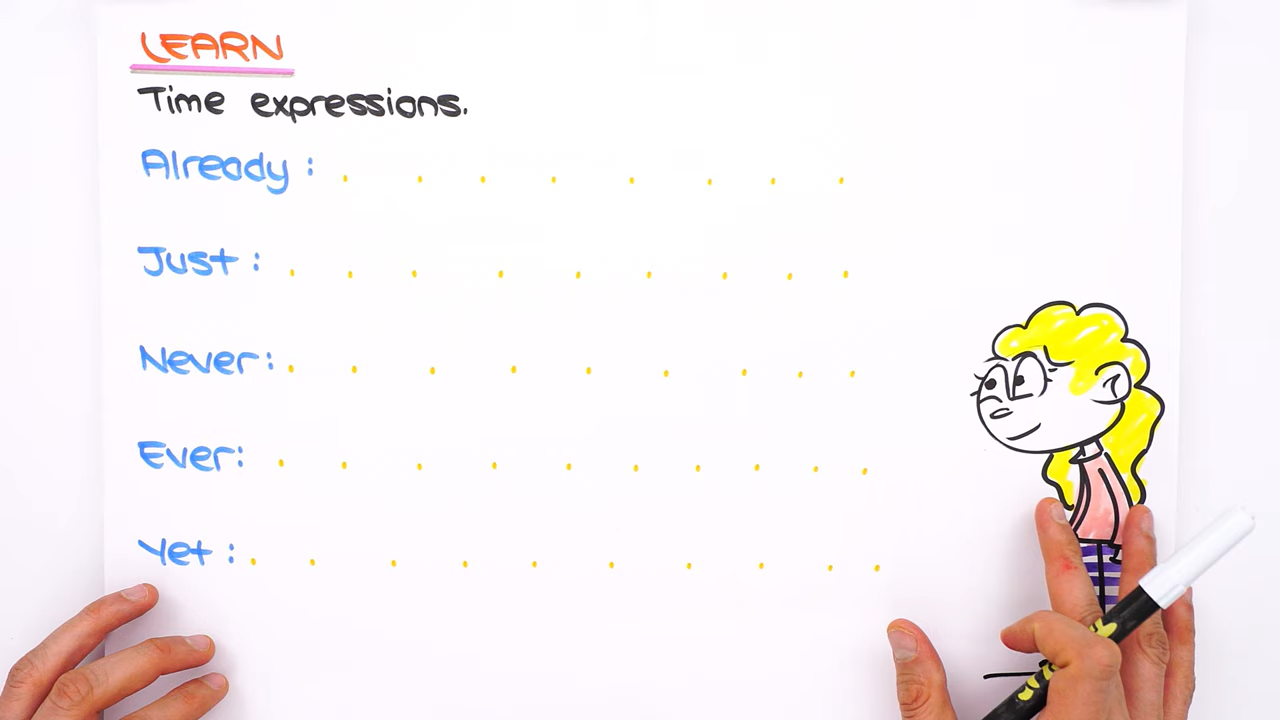 LEARN
Time expressions.
Already : . . . . . . . .
Just : . . . . . . . . .
Never: . . . . . . . . .
Ever: . . . . . . . . .
Yet : . . . . . . . . . .